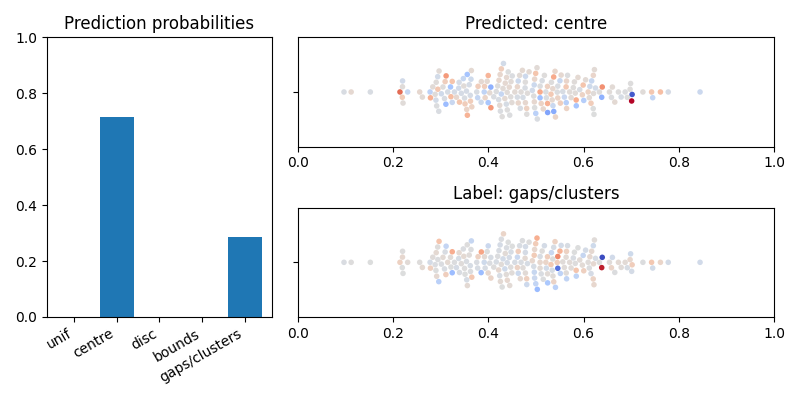 Prediction probabilities
1.0
0.8
0.6
0.4
0.2
0.0
unif
centre
disc
bounds
gaps/clusters
Predicted: centre
0.0 0.2 0.4 0.6 0.8 1.0
Label: gaps/clusters
0.0 0.2 0.4 0.6 0.8 1.0